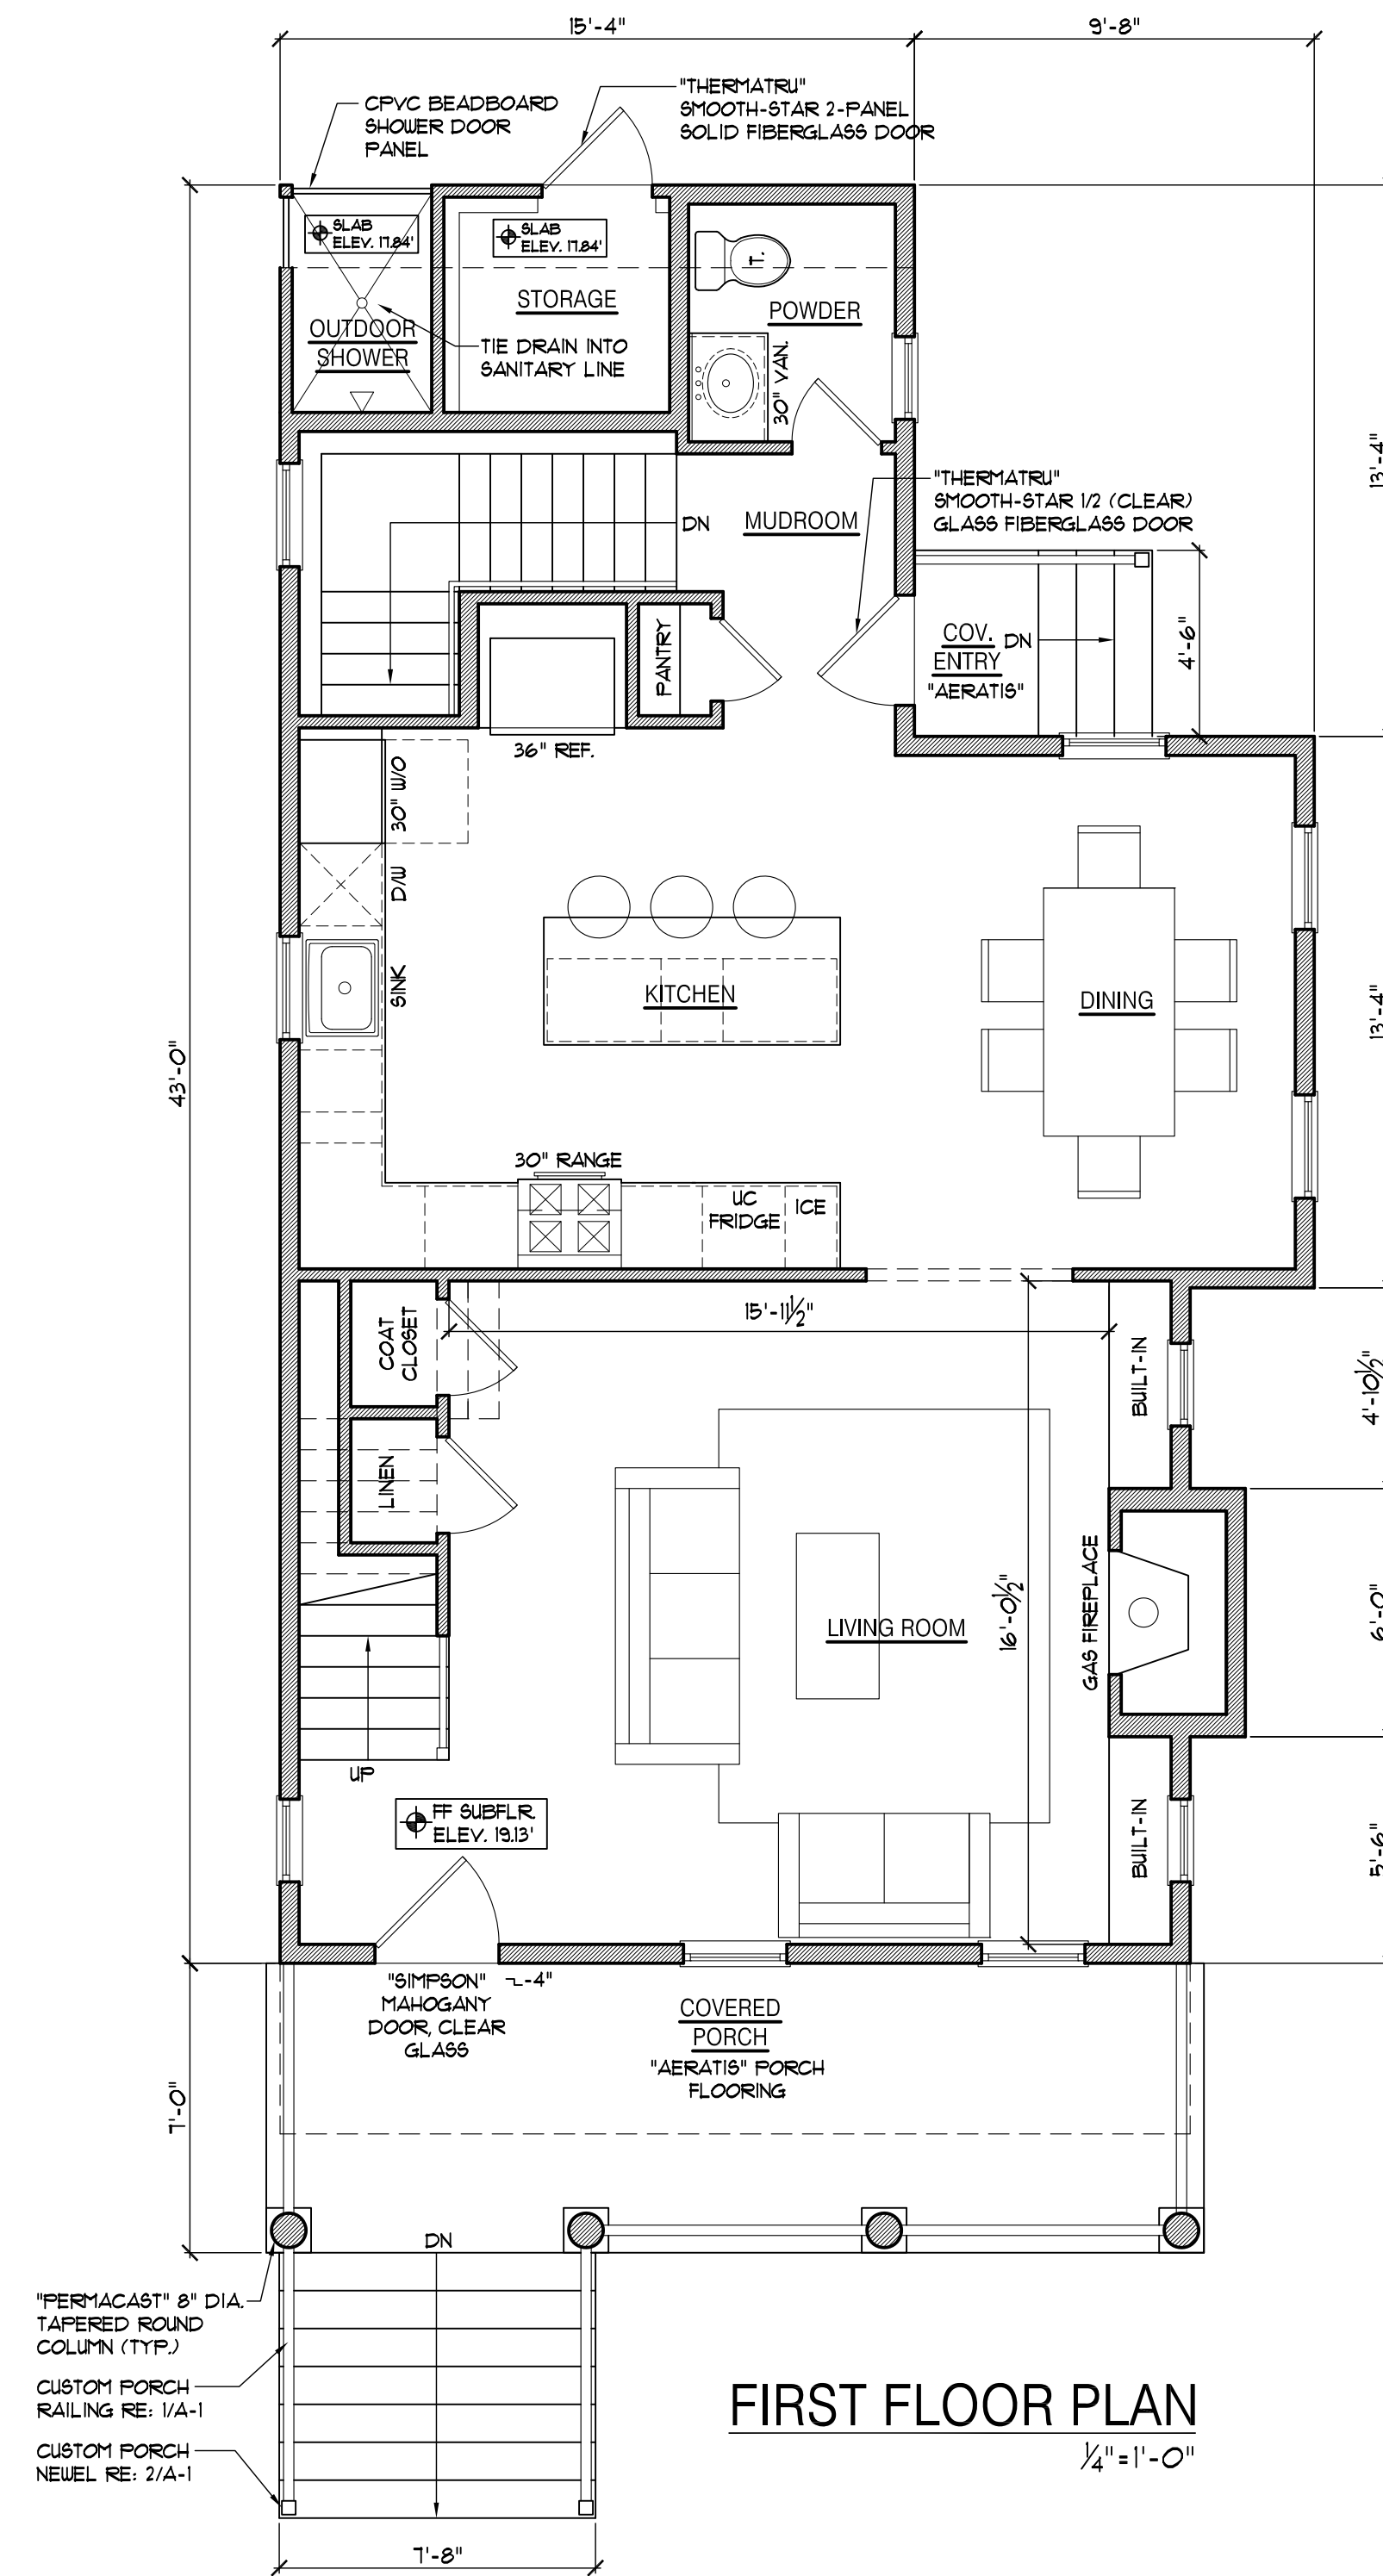 15'-4"
9'-8"
CPVC BEADBOARD
SHOWER DOOR
PANEL
"THERMATRU"
SMOOTH-STAR 2-PANEL
SOLID FIBERGLASS DOOR
SLAB
ELEV. 17.84'
SLAB
ELEV. 17.84'
T.
STORAGE
POWDER
OUTDOOR
SHOWER
TIE DRAIN INTO
SANITARY LINE
30" VAN.
13'-4"
"THERMATRU"
SMOOTH-STAR 1/2 (CLEAR)
GLASS FIBERGLASS DOOR
DN
MUDROOM
COV.
ENTRY
"AERATIS"
DN
4'-6"
PANTRY
36" REF.
30" W/O
D/W
SINK
KITCHEN
DINING
13'-4"
43'-0"
30" RANGE
UC
FRIDGE
ICE
15'-11½"
COAT
CLOSET
BUILT-IN
4'-10½"
LINEN
GAS FIREPLACE
16'-0½"
LIVING ROOM
6'-0"
UP
FF SUBFLR.
ELEV. 19.13'
BUILT-IN
5'-6"
"SIMPSON"
MAHOGANY
DOOR, CLEAR
GLASS
-4"
COVERED
PORCH
"AERATIS" PORCH
FLOORING
7'-0"
DN
"PERMACAST" 8" DIA.
TAPERED ROUND
COLUMN (TYP.)
CUSTOM PORCH
RAILING RE: 1/A-1
CUSTOM PORCH
NEWEL RE: 2/A-1
FIRST FLOOR PLAN
¼"=1'-0"
7'-8"